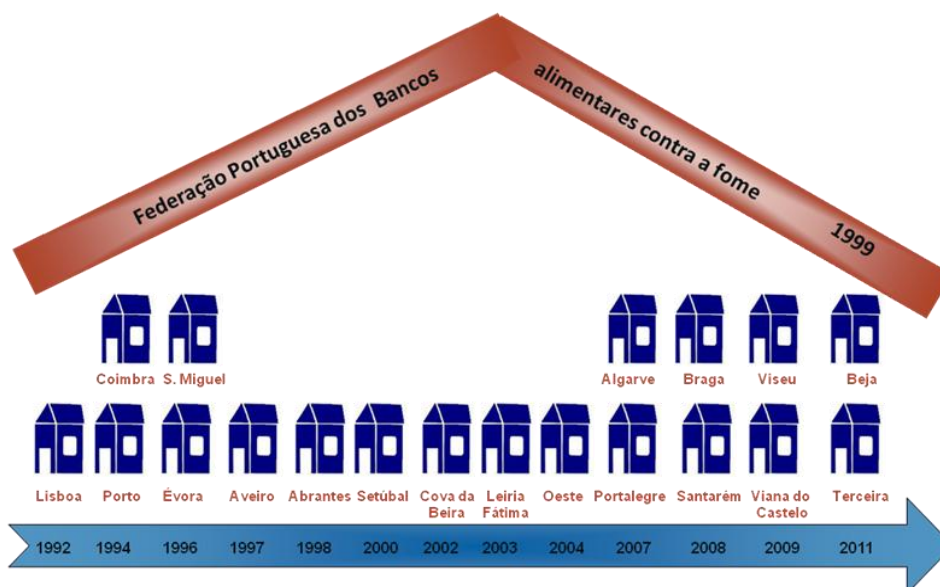 Federação Portuguesa dos Bancos
alimentares contra a fome 1999
Coimbra S. Miguel Algarve Braga Viseu Beja
Lisboa Porto Évora Aveiro Abrantes Setúbal Cova da Beira Leiria Fátima Oeste Portalegre Santarém Viana do Castelo Terceira
1992 1994 1996 1997 1998 2000 2002 2003 2004 2007 2008 2009 2011